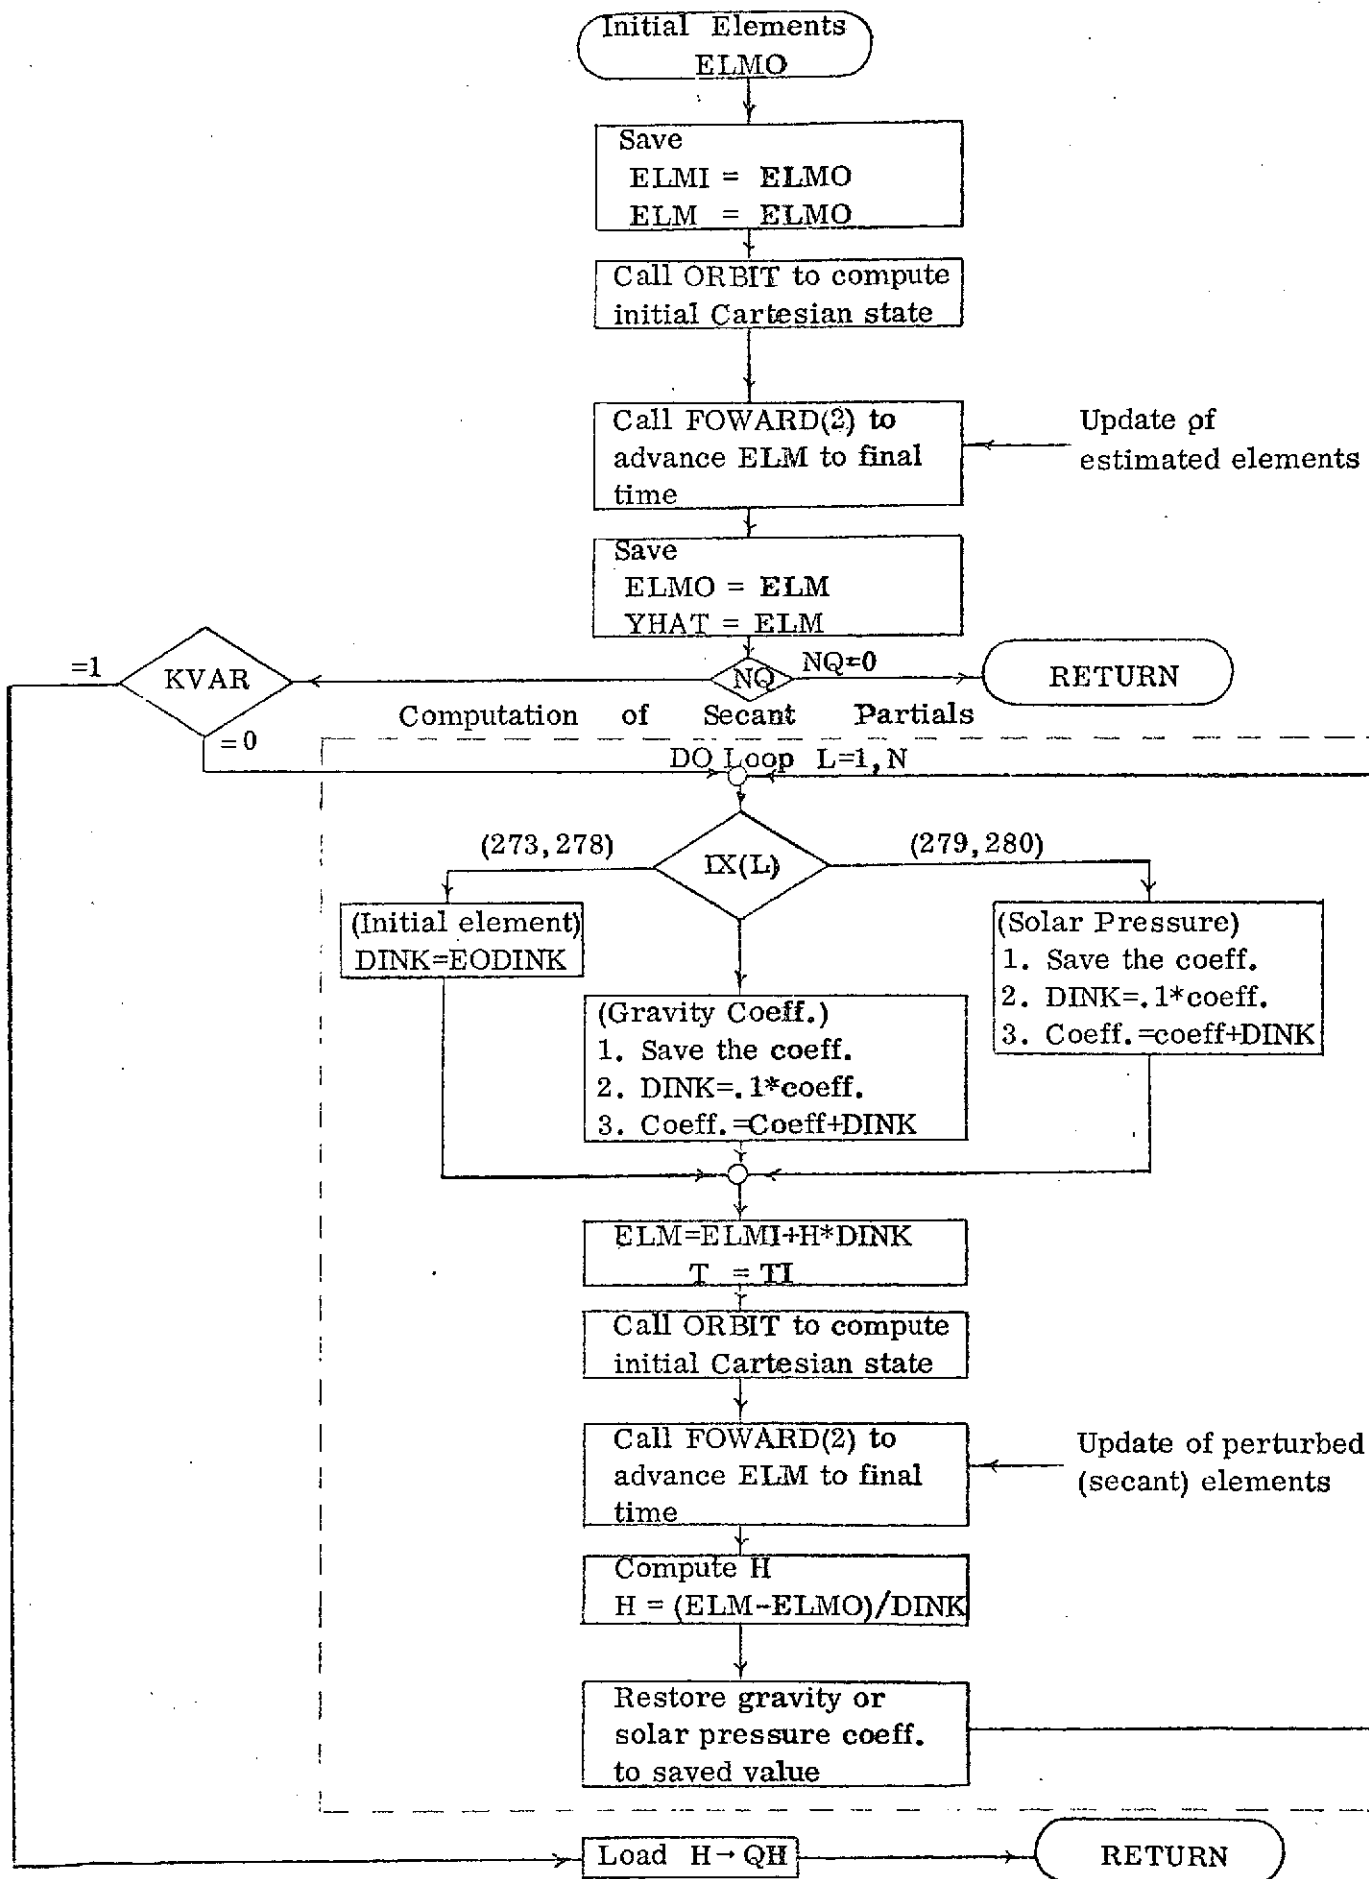 Initial Elements
ELMO
Save
ELMI = ELMO
ELM = ELMO
Call ORBIT to compute
initial Cartesian state
Call FOWARD(2) to
advance ELM to final
time
Update of
estimated elements
Save
ELMO = ELM
YHAT = ELM
=1
KVAR
NQ
NQ=0
RETURN
=0
Computation of Secant Partials
DO Loop L=1,N
(273,278)
IX(L)
(279,280)
(Initial element)
DINK=EODINK
(Solar Pressure)
1. Save the coeff.
2. DINK=.1*coeff.
3. Coeff.=coeff+DINK
(Gravity Coeff.)
1. Save the coeff.
2. DINK=.1*coeff.
3. Coeff.=Coeff+DINK
ELM=ELMI+H*DINK
T = TI
Call ORBIT to compute
initial Cartesian state
Call FOWARD(2) to
advance ELM to final
time
Update of perturbed
(secant) elements
Compute H
H = (ELM-ELMO)/DINK
Restore gravity or
solar pressure coeff.
to saved value
Load H→QH
RETURN